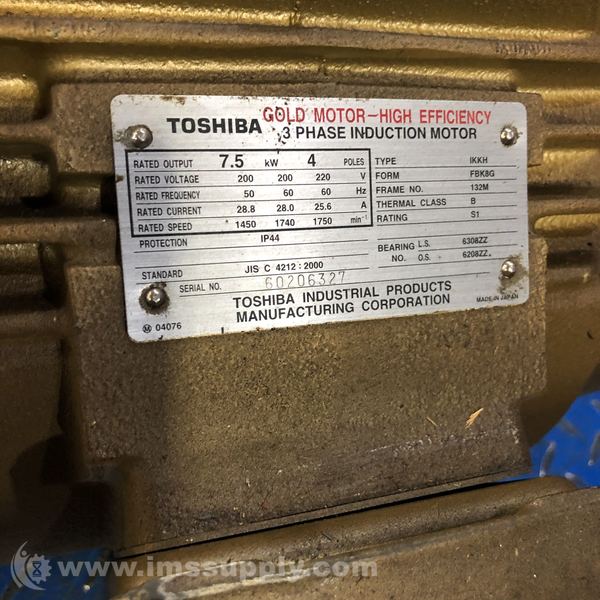 GOLD MOTOR–HIGH EFFICIENCY
TOSHIBA 3 PHASE INDUCTION MOTOR
RATED OUTPUT 7.5 kW 4 POLES
RATED VOLTAGE 200 200 220 V
RATED FREQUENCY 50 60 60 Hz
RATED CURRENT 28.8 28.0 25.6 A
RATED SPEED 1450 1740 1750 min⁻¹
PROTECTION IP44
STANDARD JIS C 4212:2000
SERIAL NO. 60206327
TYPE IKKH
FORM FBK8G
FRAME NO. 132M
THERMAL CLASS B
RATING S1
BEARING L.S. 6308ZZ
NO. O.S. 6208ZZ
TOSHIBA INDUSTRIAL PRODUCTS
MANUFACTURING CORPORATION
MADE IN JAPAN
Ⓜ 04076
www.imssupply.com